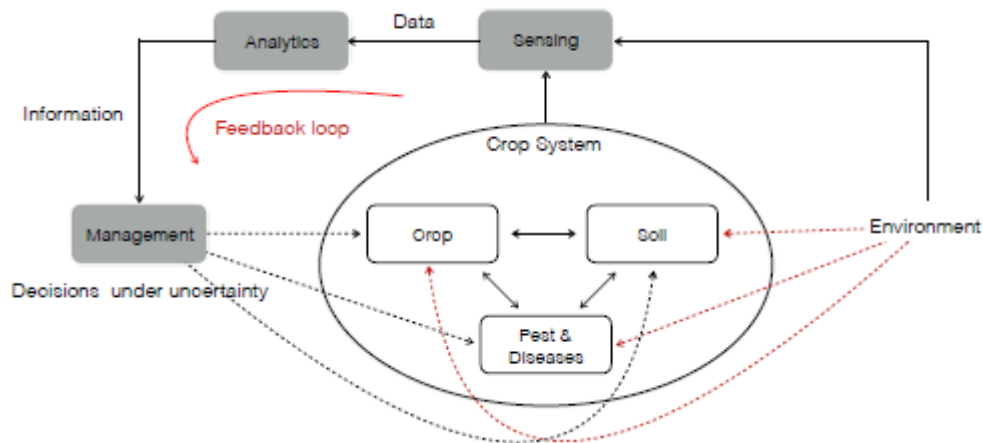 Data
Analytics
Sensing
Information
Feedback loop
Crop System
Crop
Soil
Management
Environment
Decisions under uncertainty
Pest &
Diseases